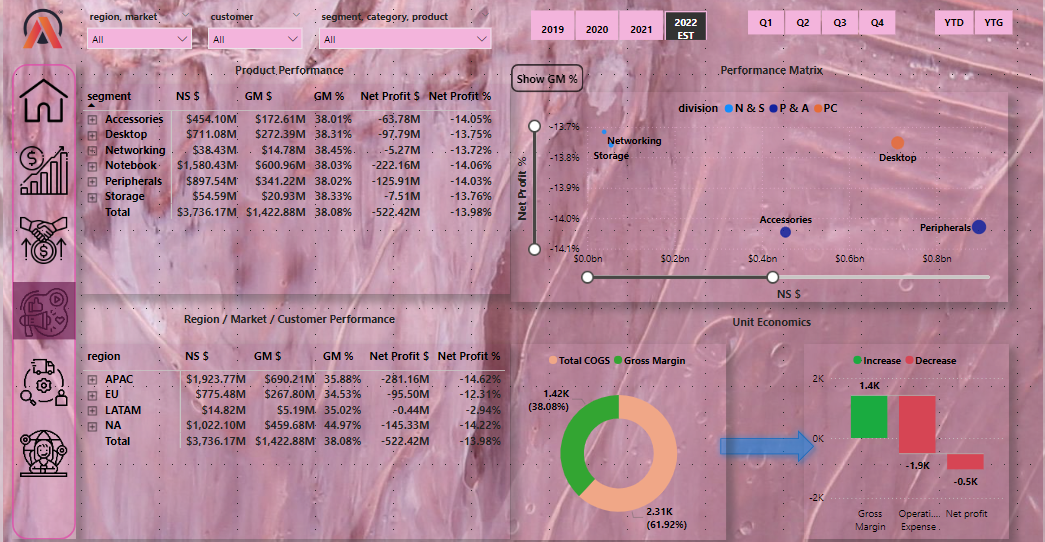 region, market customer segment, category, product
All All All
2019 2020 2021 2022 EST
Q1 Q2 Q3 Q4 YTD YTG
Product Performance
segment NS $ GM $ GM % Net Profit $ Net Profit %
Accessories $454.10M $172.61M 38.01% -63.78M -14.05%
Desktop $711.08M $272.39M 38.31% -97.79M -13.75%
Networking $38.43M $14.78M 38.45% -5.27M -13.72%
Notebook $1,580.43M $600.96M 38.03% -222.16M -14.06%
Peripherals $897.54M $341.22M 38.02% -125.91M -14.03%
Storage $54.59M $20.93M 38.33% -7.51M -13.76%
Total $3,736.17M $1,422.88M 38.08% -522.42M -13.98%
Show GM %
Performance Matrix
division N & S P & A PC
Net Profit %
-13.7%
-13.8%
-13.9%
-14.0%
-14.1%
Networking
Storage
Desktop
Accessories
Peripherals
$0.0bn $0.2bn $0.4bn $0.6bn $0.8bn
NS $
Region / Market / Customer Performance
region NS $ GM $ GM % Net Profit $ Net Profit %
APAC $1,923.77M $690.21M 35.88% -281.16M -14.62%
EU $775.48M $267.80M 34.53% -95.50M -12.31%
LATAM $14.82M $5.19M 35.02% -0.44M -2.94%
NA $1,022.10M $459.68M 44.97% -145.33M -14.22%
Total $3,736.17M $1,422.88M 38.08% -522.42M -13.98%
Unit Economics
Total COGS Gross Margin
1.42K
(38.08%)
2.31K
(61.92%)
Increase Decrease
2K
0K
-2K
1.4K
-1.9K
-0.5K
Gross Margin
Operati... Expense
Net profit